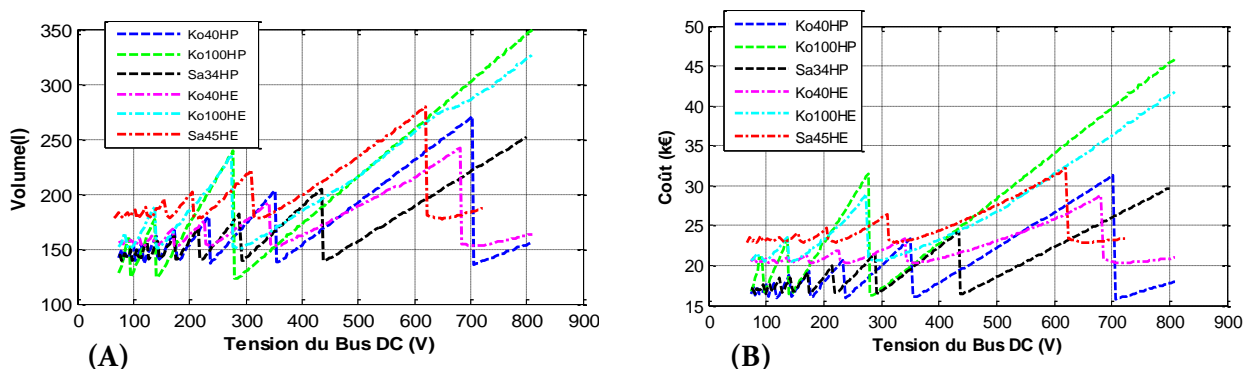 350
300
250
200
150
100
Volume(l)
Ko40HP
Ko100HP
Sa34HP
Ko40HE
Ko100HE
Sa45HE
0 100 200 300 400 500 600 700 800 900
Tension du Bus DC (V)
(A)
50
45
40
35
30
25
20
15
Coût (k€)
Ko40HP
Ko100HP
Sa34HP
Ko40HE
Ko100HE
Sa45HE
0 100 200 300 400 500 600 700 800 900
Tension du Bus DC (V)
(B)